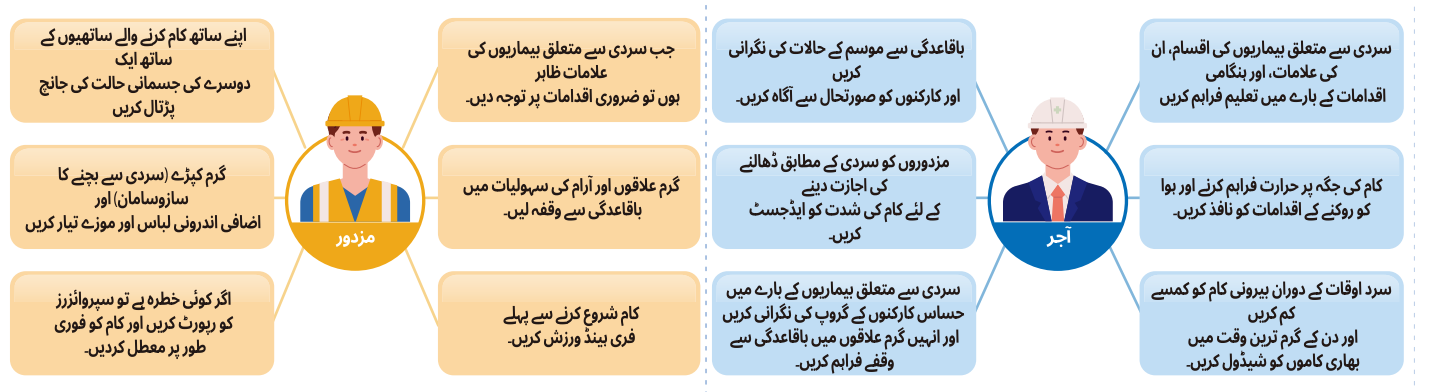 سردی سے متعلق بیماریوں کی اقسام، ان
کی علامات، اور ہنگامی
اقدامات کے بارے میں تعلیم فراہم کریں
کام کی جگہ پر حرارت فراہم کرنے اور ہوا
کو روکنے کے اقدامات کو نافذ کریں۔
سرد اوقات کے دوران بیرونی کام کو کمسے
کم کریں
اور دن کے گرم ترین وقت میں
بھاری کاموں کو شیڈول کریں۔
آجر
باقاعدگی سے موسم کے حالات کی نگرانی
کریں
اور کارکنوں کو صورتحال سے آگاہ کریں۔
مزدوروں کو سردی کے مطابق ڈھالنے
کی اجازت دینے
کے لئے کام کی شدت کو ایڈجسٹ
کریں۔
سردی سے متعلق بیماریوں کے بارے میں
حساس کارکنوں کے گروپ کی نگرانی کریں
اور انہیں گرم علاقوں میں باقاعدگی سے
وقفے فراہم کریں۔
جب سردی سے متعلق بیماریوں کی
علامات ظاہر
ہوں تو ضروری اقدامات پر توجہ دیں۔
گرم علاقوں اور آرام کی سہولیات میں
باقاعدگی سے وقفہ لیں۔
کام شروع کرنے سے پہلے
فری ہینڈ ورزش کریں۔
مزدور
اپنے ساتھ کام کرنے والے ساتھیوں کے
ساتھ ایک
دوسرے کی جسمانی حالت کی جانچ
پڑتال کریں
گرم کپڑے (سردی سے بچنے کا
سازوسامان) اور
اضافی اندرونی لباس اور موزے تیار کریں
اگر کوئی خطرہ ہے تو سپروائزرز
کو رپورٹ کریں اور کام کو فوری
طور پر معطل کردیں۔